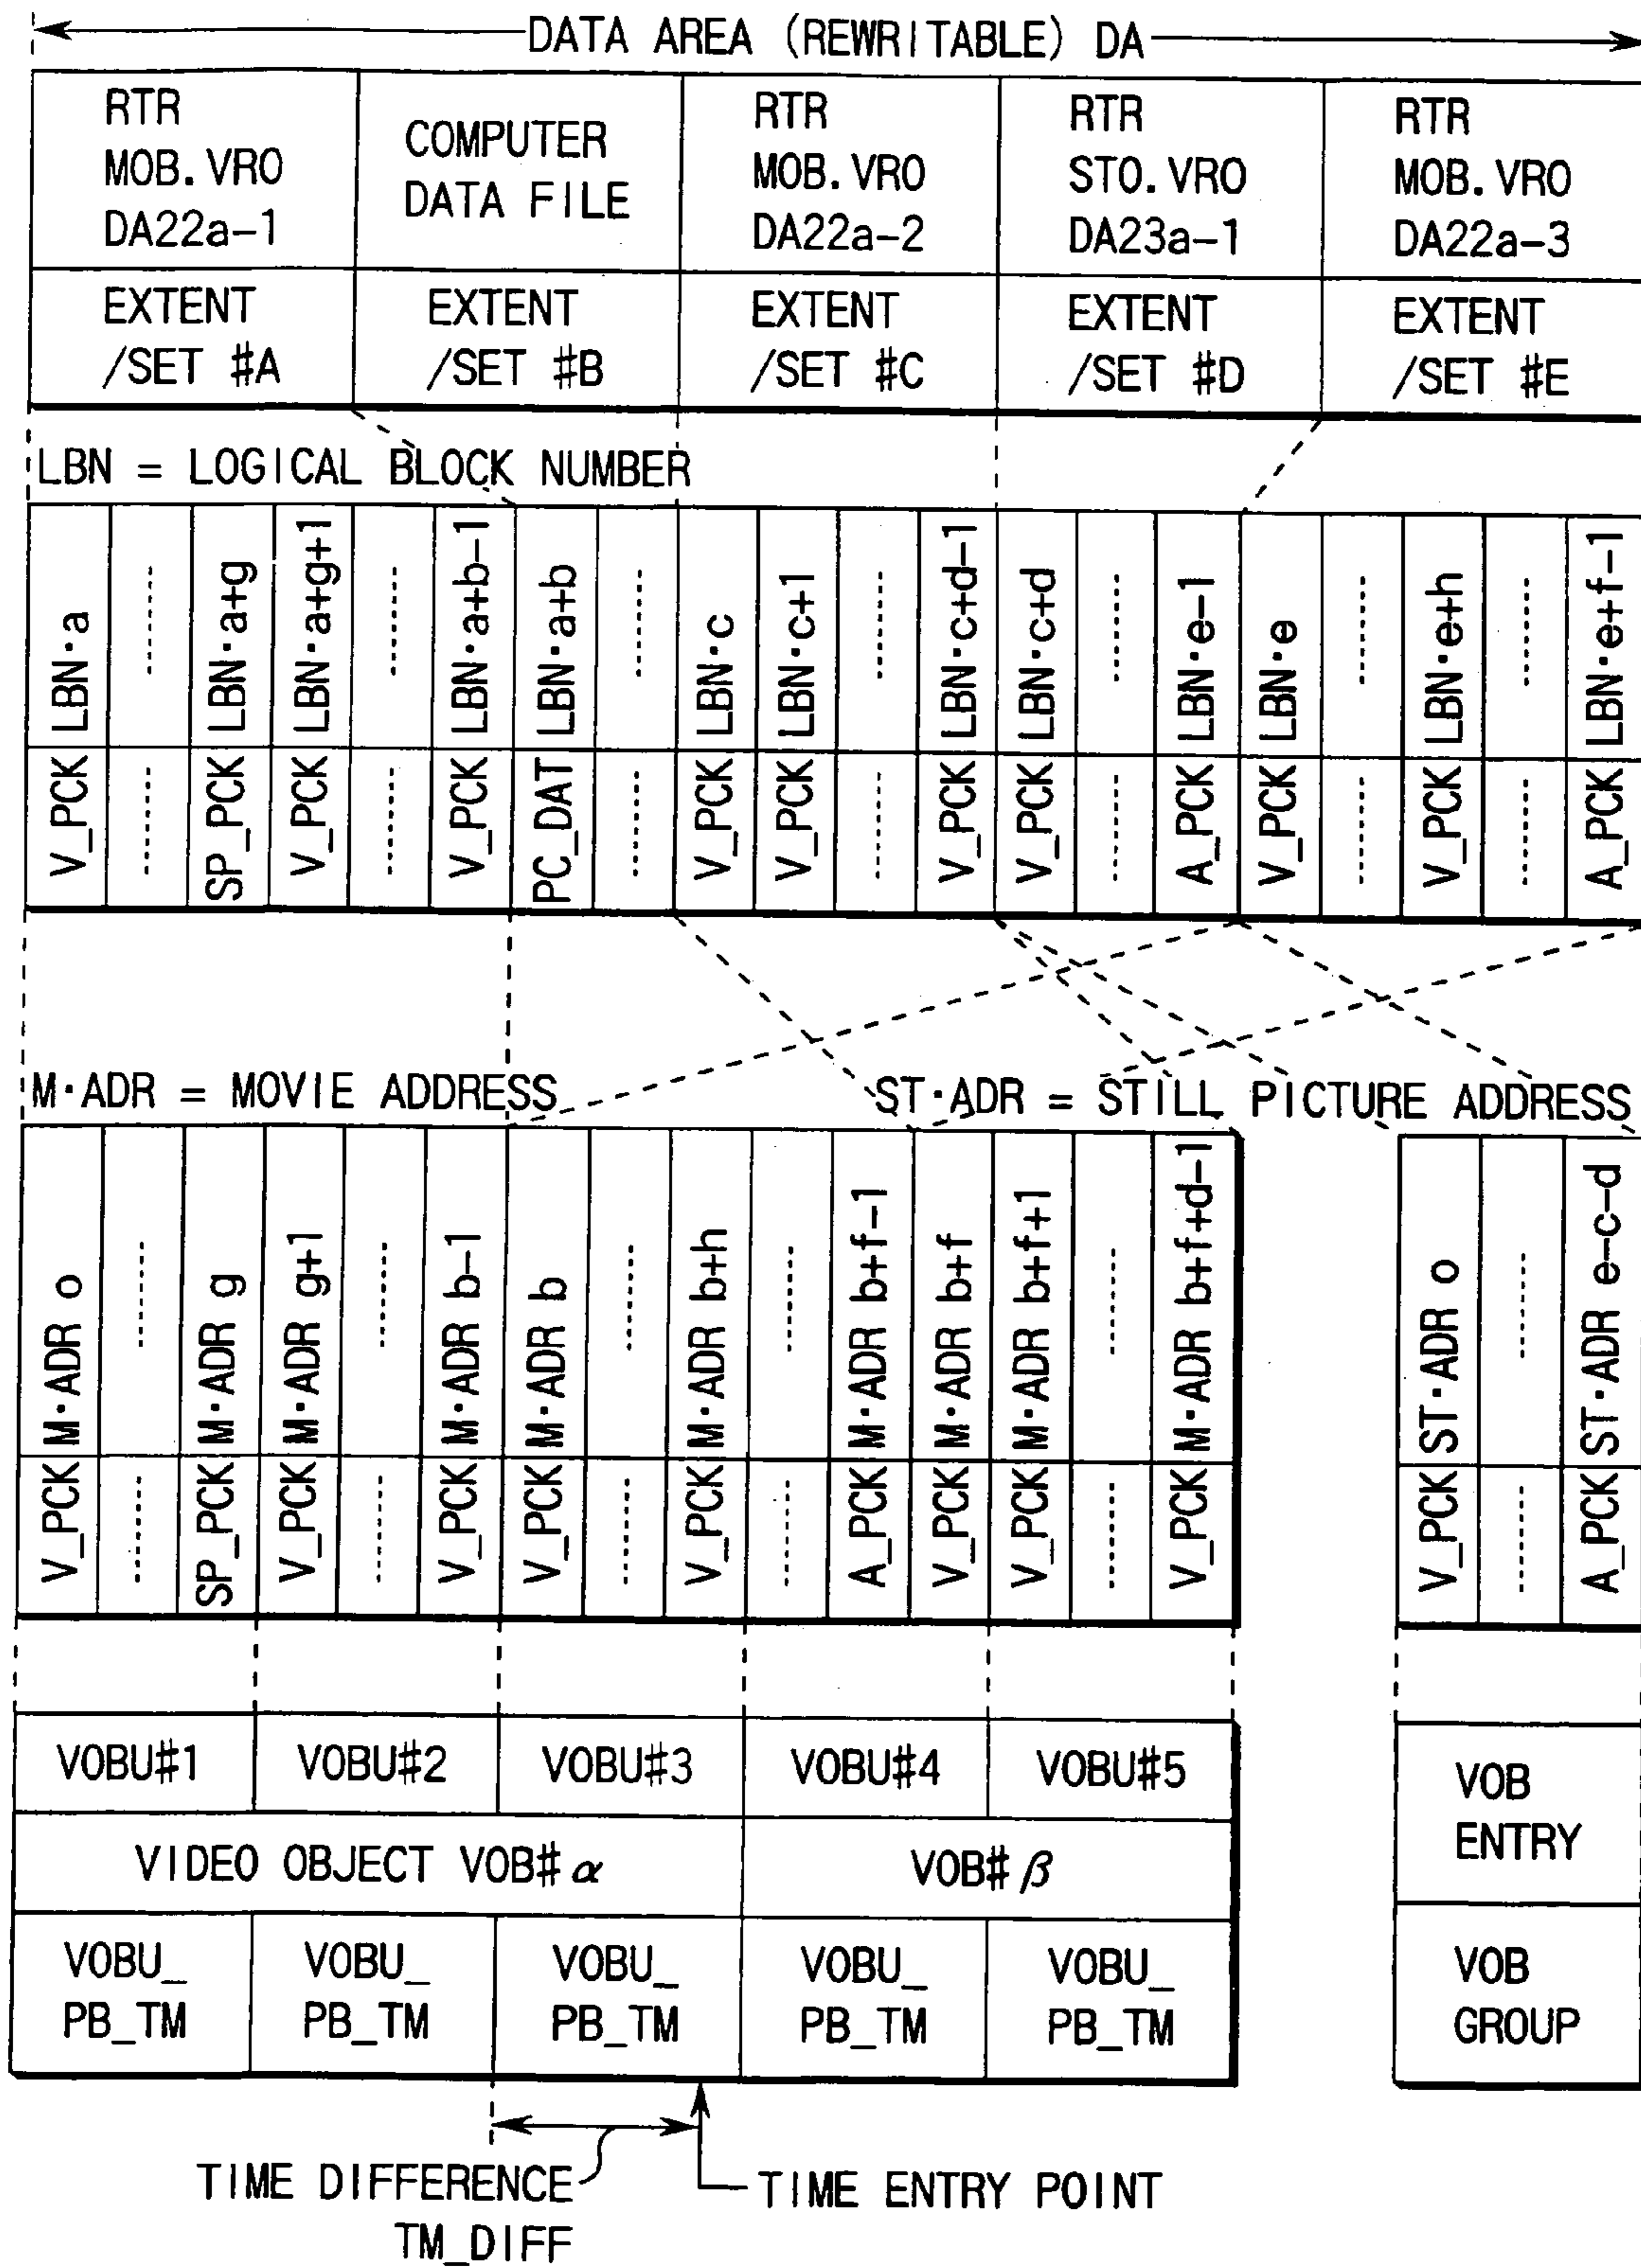 DATA AREA (REWRITABLE) DA
RTR
MOB.VRO
DA22a-1
COMPUTER
DATA FILE
RTR
MOB.VRO
DA22a-2
RTR
STO.VRO
DA23a-1
RTR
MOB.VRO
DA22a-3
EXTENT
/SET #A
EXTENT
/SET #B
EXTENT
/SET #C
EXTENT
/SET #D
EXTENT
/SET #E
LBN = LOGICAL BLOCK NUMBER
V_PCK LBN·a
SP_PCK LBN·a+g
V_PCK LBN·a+g+1
V_PCK LBN·a+b-1
PC_DAT LBN·a+b
V_PCK LBN·c
V_PCK LBN·c+1
V_PCK LBN·c+d-1
V_PCK LBN·c+d
A_PCK LBN·e-1
V_PCK LBN·e
V_PCK LBN·e+h
A_PCK LBN·e+f-1
M·ADR = MOVIE ADDRESS
ST·ADR = STILL PICTURE ADDRESS
V_PCK M·ADR o
SP_PCK M·ADR g
V_PCK M·ADR g+1
V_PCK M·ADR b-1
V_PCK M·ADR b
V_PCK M·ADR b+h
A_PCK M·ADR b+f-1
V_PCK M·ADR b+f
V_PCK M·ADR b+f+1
V_PCK M·ADR b+f+d-1
V_PCK ST·ADR o
A_PCK ST·ADR e-c-d
VOBU#1
VOBU#2
VOBU#3
VOBU#4
VOBU#5
VIDEO OBJECT VOB#α
VOB#β
VOBU_
PB_TM
VOBU_
PB_TM
VOBU_
PB_TM
VOBU_
PB_TM
VOBU_
PB_TM
VOB
ENTRY
VOB
GROUP
TIME DIFFERENCE
TM_DIFF
TIME ENTRY POINT